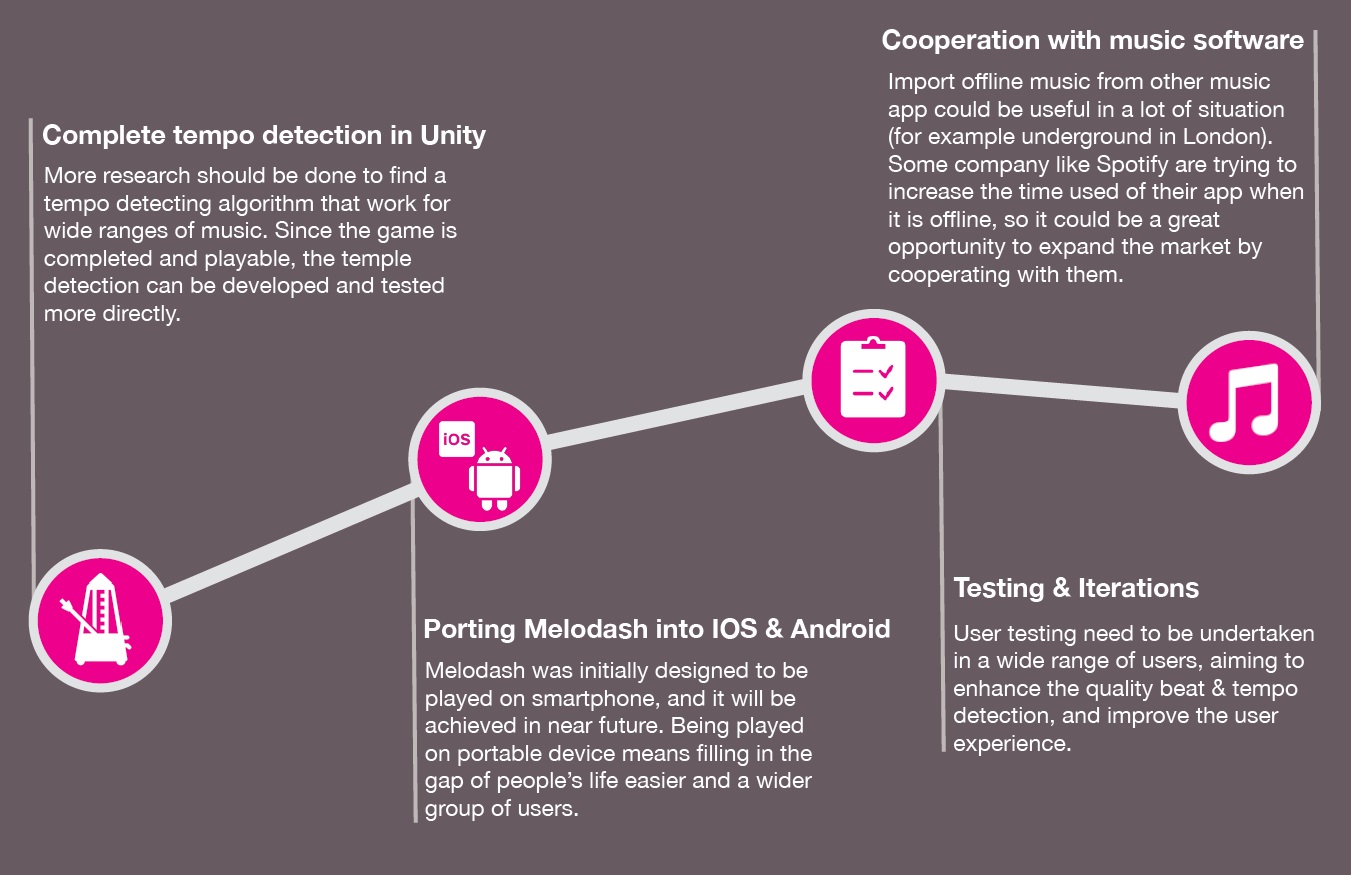 Complete tempo detection in Unity
More research should be done to find a
tempo detecting algorithm that work for
wide ranges of music. Since the game is
completed and playable, the temple
detection can be developed and tested
more directly.
iOS
Porting Melodash into IOS & Android
Melodash was initially designed to be
played on smartphone, and it will be
achieved in near future. Being played
on portable device means filling in the
gap of people’s life easier and a wider
group of users.
Testing & Iterations
User testing need to be undertaken
in a wide range of users, aiming to
enhance the quality beat & tempo
detection, and improve the user
experience.
Cooperation with music software
Import offline music from other music
app could be useful in a lot of situation
(for example underground in London).
Some company like Spotify are trying to
increase the time used of their app when
it is offline, so it could be a great
opportunity to expand the market by
cooperating with them.